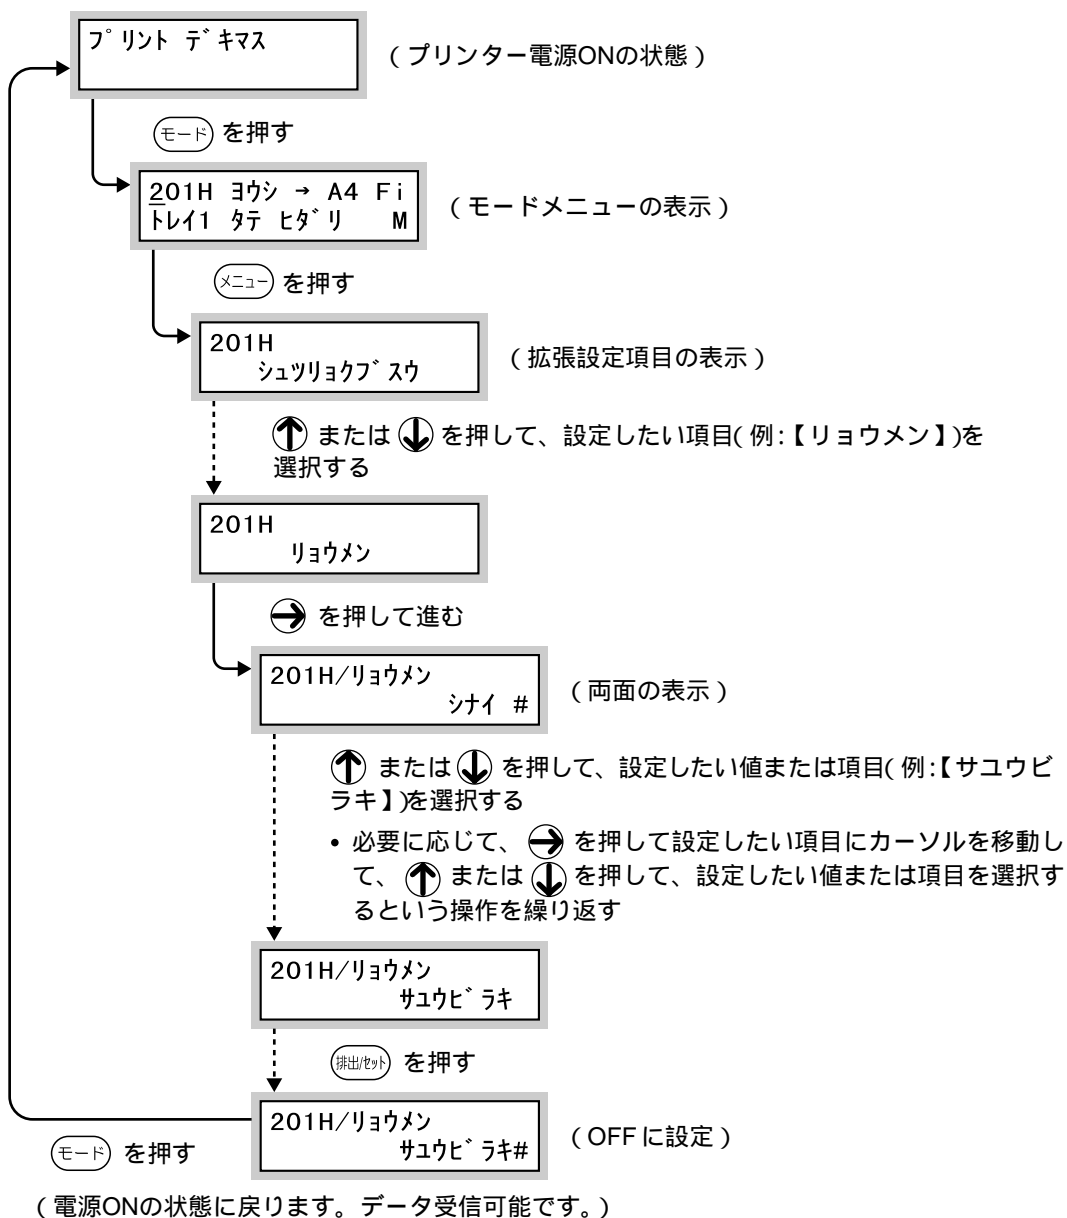 プリント デキマス
（プリンター電源ONの状態）
モード を押す
201H ヨウシ → A4 Fi
トレイ1 タテ ヒダリ M
（モードメニューの表示）
メニュー を押す
201H
シュツリョクブスウ
（拡張設定項目の表示）
↑ または ↓ を押して、設定したい項目(例:【リョウメン】)を
選択する
201H
リョウメン
→ を押して進む
201H/リョウメン
シナイ #
（両面の表示）
↑ または ↓ を押して、設定したい値または項目(例:【サユウビ
ラキ】)を選択する
• 必要に応じて、 → を押して設定したい項目にカーソルを移動し
て、 ↑ または ↓ を押して、設定したい値または項目を選択す
るという操作を繰り返す
201H/リョウメン
サユウビラキ
排出/セット を押す
201H/リョウメン
サユウビラキ#
（OFFに設定）
モード を押す
（電源ONの状態に戻ります。データ受信可能です。）